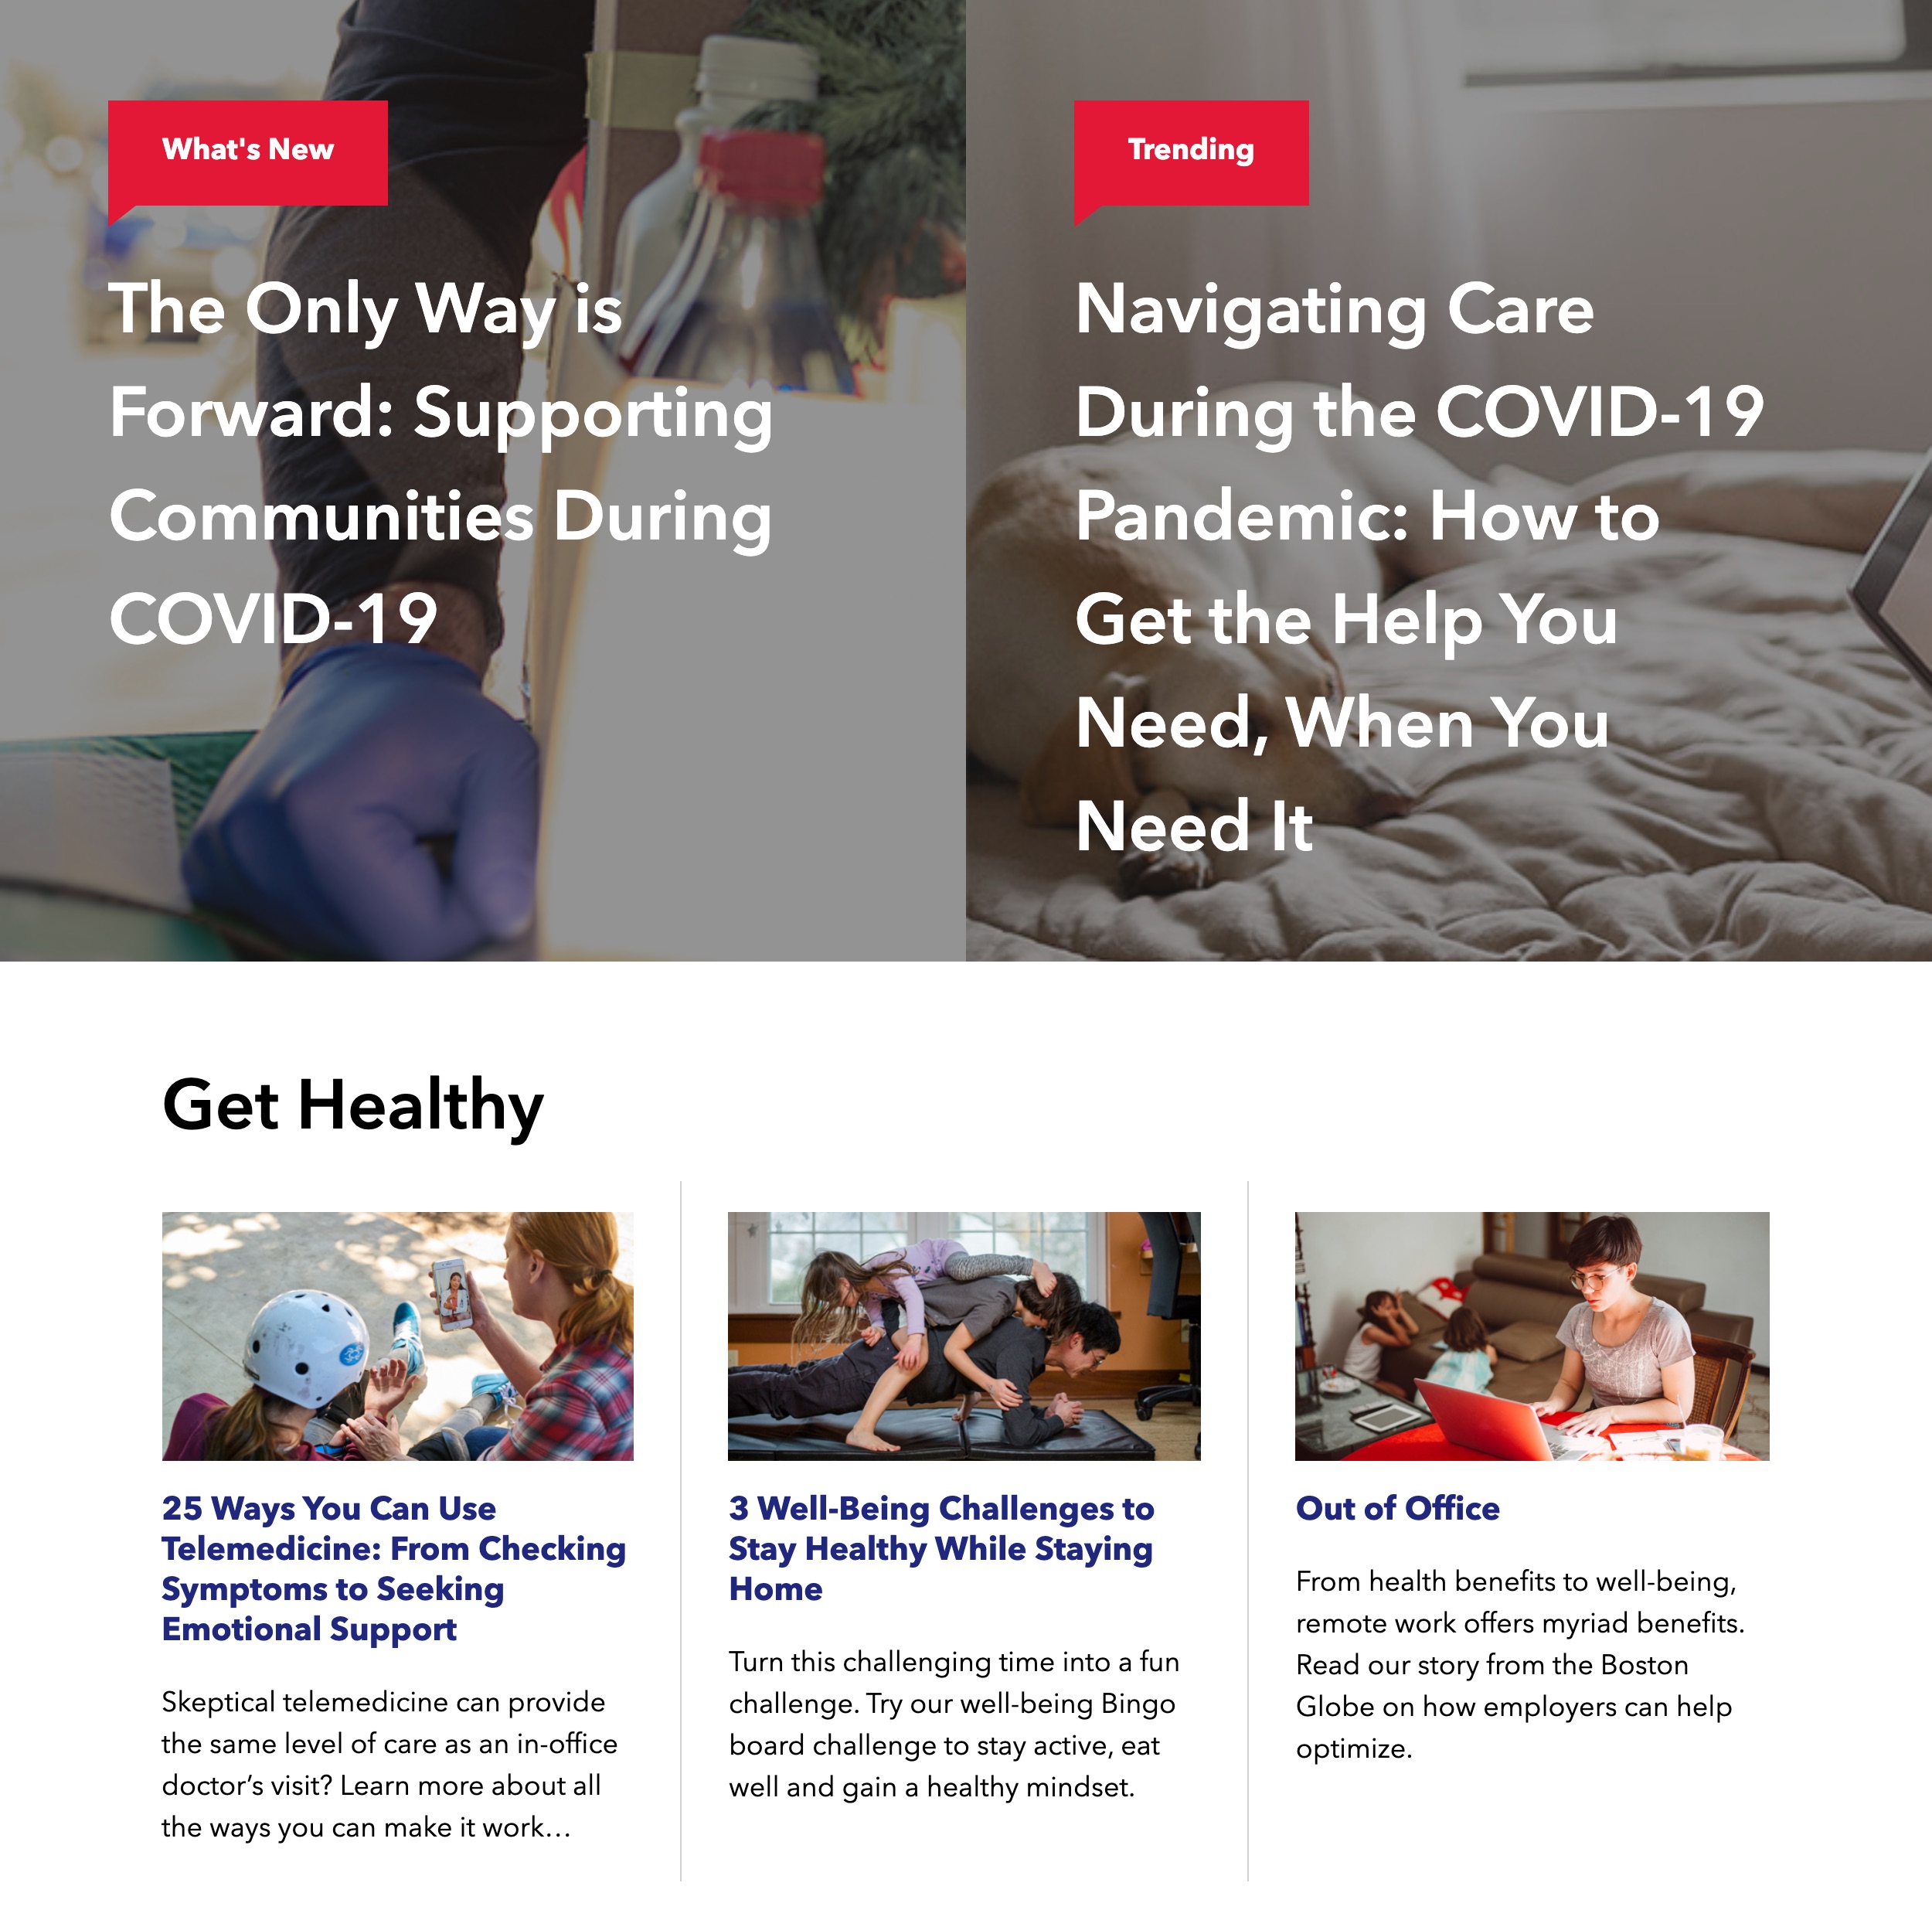 What's New
The Only Way is
Forward: Supporting
Communities During
COVID-19
Trending
Navigating Care
During the COVID-19
Pandemic: How to
Get the Help You
Need, When You
Need It
Get Healthy
25 Ways You Can Use
Telemedicine: From Checking
Symptoms to Seeking
Emotional Support
Skeptical telemedicine can provide
the same level of care as an in-office
doctor’s visit? Learn more about all
the ways you can make it work…
3 Well-Being Challenges to
Stay Healthy While Staying
Home
Turn this challenging time into a fun
challenge. Try our well-being Bingo
board challenge to stay active, eat
well and gain a healthy mindset.
Out of Office
From health benefits to well-being,
remote work offers myriad benefits.
Read our story from the Boston
Globe on how employers can help
optimize.